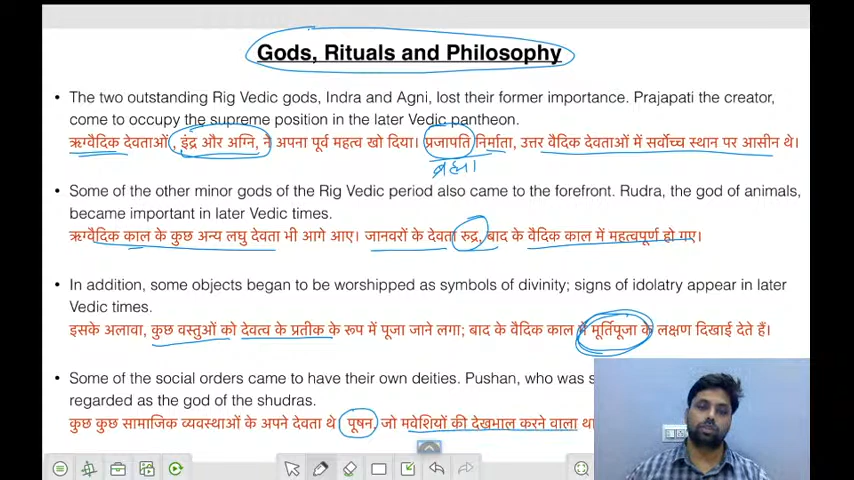 Gods, Rituals and Philosophy
• The two outstanding Rig Vedic gods, Indra and Agni, lost their former importance. Prajapati the creator,
come to occupy the supreme position in the later Vedic pantheon.
ऋग्वैदिक देवताओं , इंद्र और अग्नि, ने अपना पूर्व महत्व खो दिया। प्रजापति निर्माता, उत्तर वैदिक देवताओं में सर्वोच्च स्थान पर आसीन थे।
ब्रह्मा
• Some of the other minor gods of the Rig Vedic period also came to the forefront. Rudra, the god of animals,
became important in later Vedic times.
ऋग्वैदिक काल के कुछ अन्य लघु देवता भी आगे आए। जानवरों के देवता रुद्र, बाद के वैदिक काल में महत्वपूर्ण हो गए।
• In addition, some objects began to be worshipped as symbols of divinity; signs of idolatry appear in later
Vedic times.
इसके अलावा, कुछ वस्तुओं को देवत्व के प्रतीक के रूप में पूजा जाने लगा; बाद के वैदिक काल में मूर्तिपूजा के लक्षण दिखाई देते हैं।
• Some of the social orders came to have their own deities. Pushan, who was s
regarded as the god of the shudras.
कुछ कुछ सामाजिक व्यवस्थाओं के अपने देवता थे पूषन, जो मवेशियों की देखभाल करने वाला था